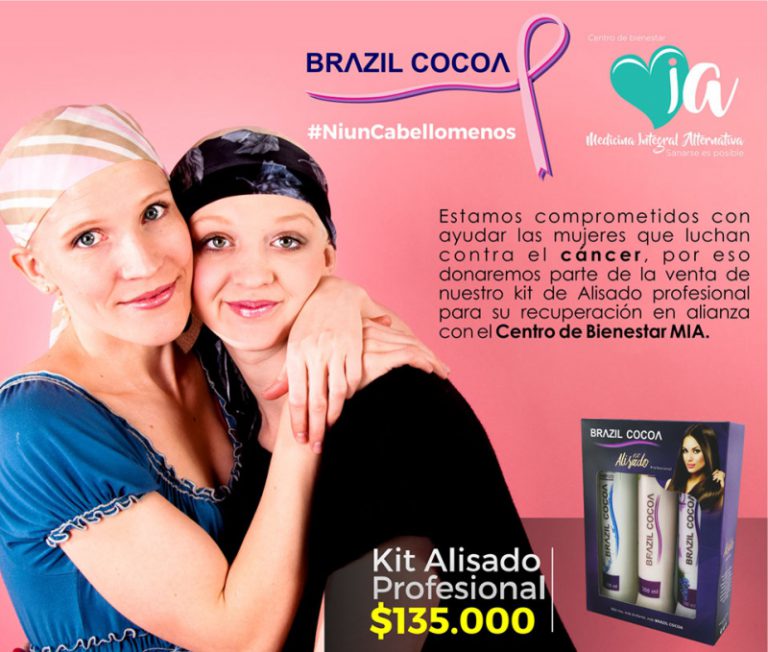 BRAZIL COCOA
#NiunCabellomenos
Centro de bienestar
ia
Medicina Integral Alternativa
Sanarse es posible
Estamos comprometidos con
ayudar las mujeres que luchan
contra el cáncer, por eso
donaremos parte de la venta de
nuestro kit de Alisado profesional
para su recuperación en alianza
con el Centro de Bienestar MIA.
BRAZIL COCOA
Kit
Alisado
BRAZIL COCOA
BRAZIL COCOA
BRAZIL COCOA
Kit Alisado
Profesional
$135.000